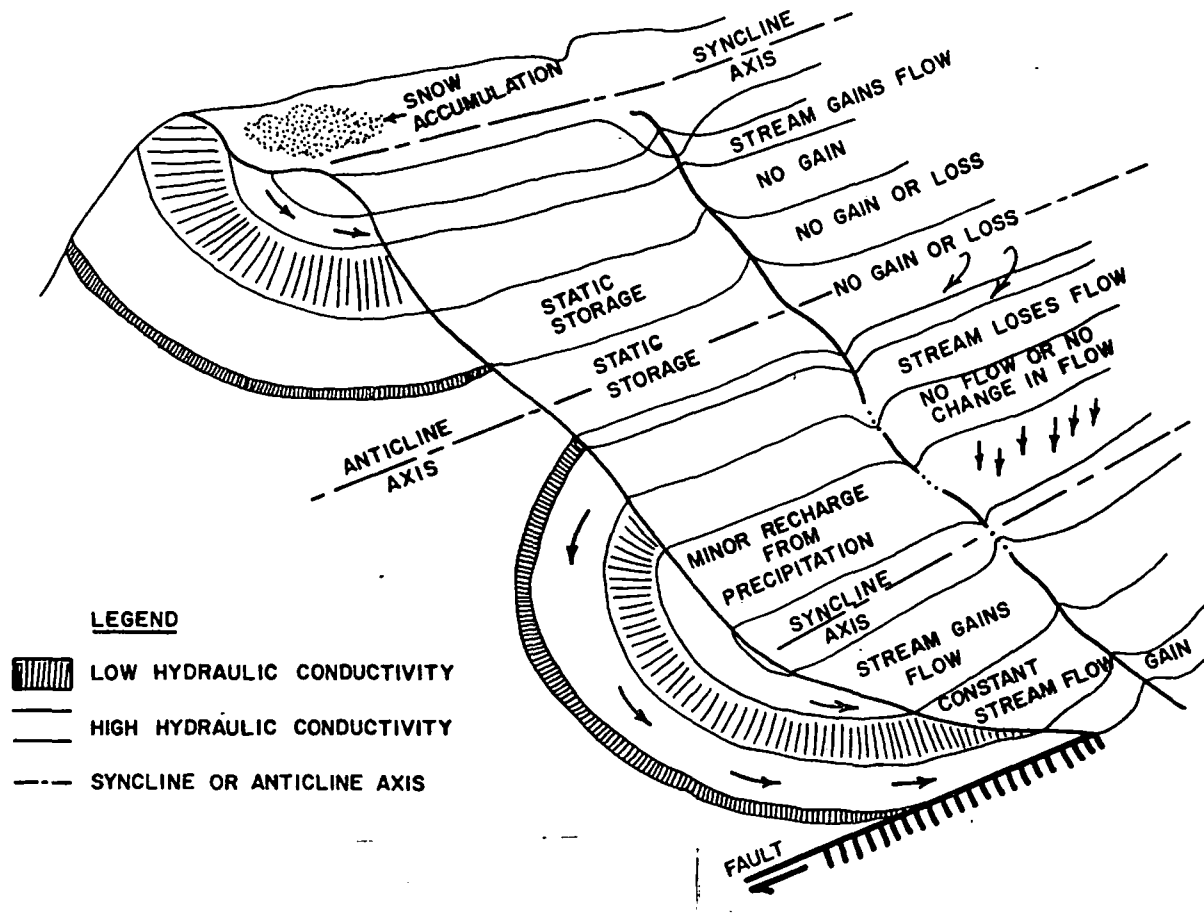 SYNCLINE
AXIS
SNOW
ACCUMULATION
STREAM GAINS FLOW
NO GAIN
NO GAIN OR LOSS
NO GAIN OR LOSS
STATIC
STORAGE
STATIC
STORAGE
STREAM LOSES FLOW
NO FLOW OR NO
CHANGE IN FLOW
ANTICLINE
AXIS
MINOR RECHARGE
FROM
PRECIPITATION
SYNCLINE
AXIS
STREAM GAINS
FLOW
CONSTANT
STREAM FLOW
GAIN
LEGEND
LOW HYDRAULIC CONDUCTIVITY
HIGH HYDRAULIC CONDUCTIVITY
SYNCLINE OR ANTICLINE AXIS
FAULT